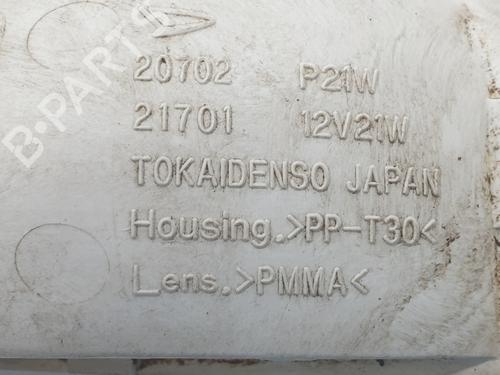 20702 P21W
21701 12V21W
TOKAIDENSO JAPAN
Housing.>PP-T30<
Lens.>PMMA<
B-PARTS